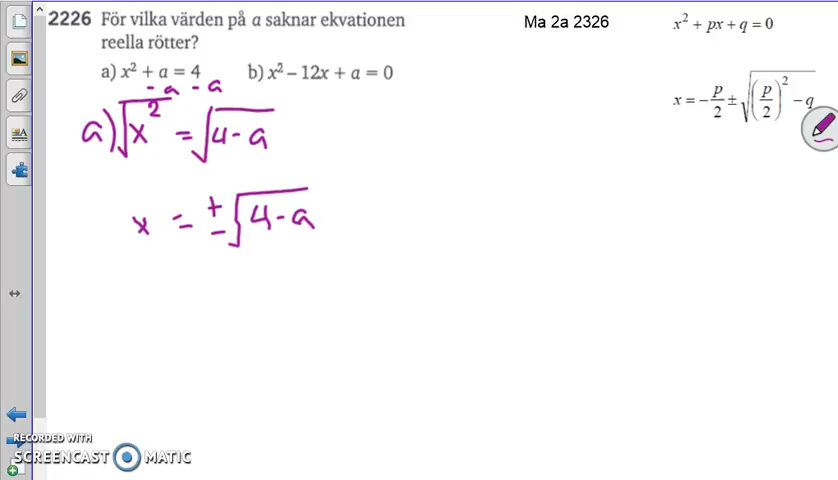 2226 För vilka värden på a saknar ekvationen
reella rötter?
a) x² + a = 4 b) x² – 12x + a = 0
-a -a
a) √x² = √4-a
x = ±√4-a
Ma 2a 2326
x² + px + q = 0
x = -p/2 ± √(p/2)² - q
RECORDED WITH
SCREENCAST MATIC